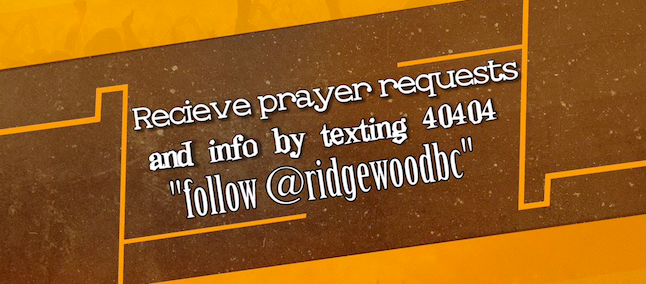 Recieve prayer requests
and info by texting 40404
"follow @ridgewoodbc"